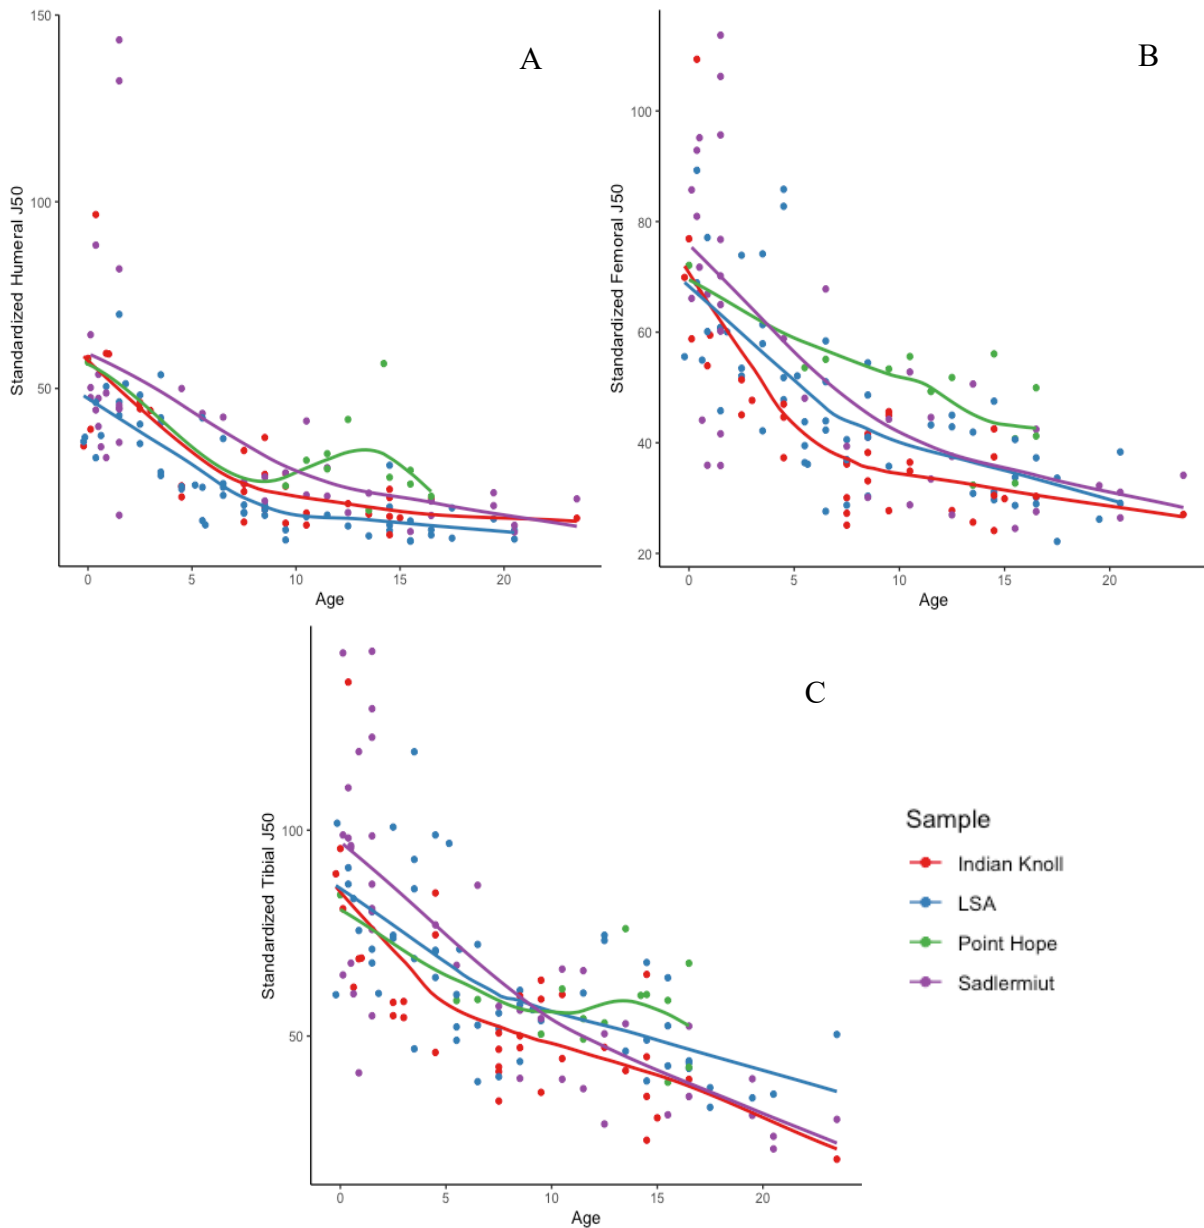 A
150
100
50
Standardized Humeral J50
0 5 10 15 20
Age
B
100
80
60
40
20
Standardized Femoral J50
0 5 10 15 20
Age
C
100
50
Standardized Tibial J50
0 5 10 15 20
Age
Sample
Indian Knoll
LSA
Point Hope
Sadlermiut